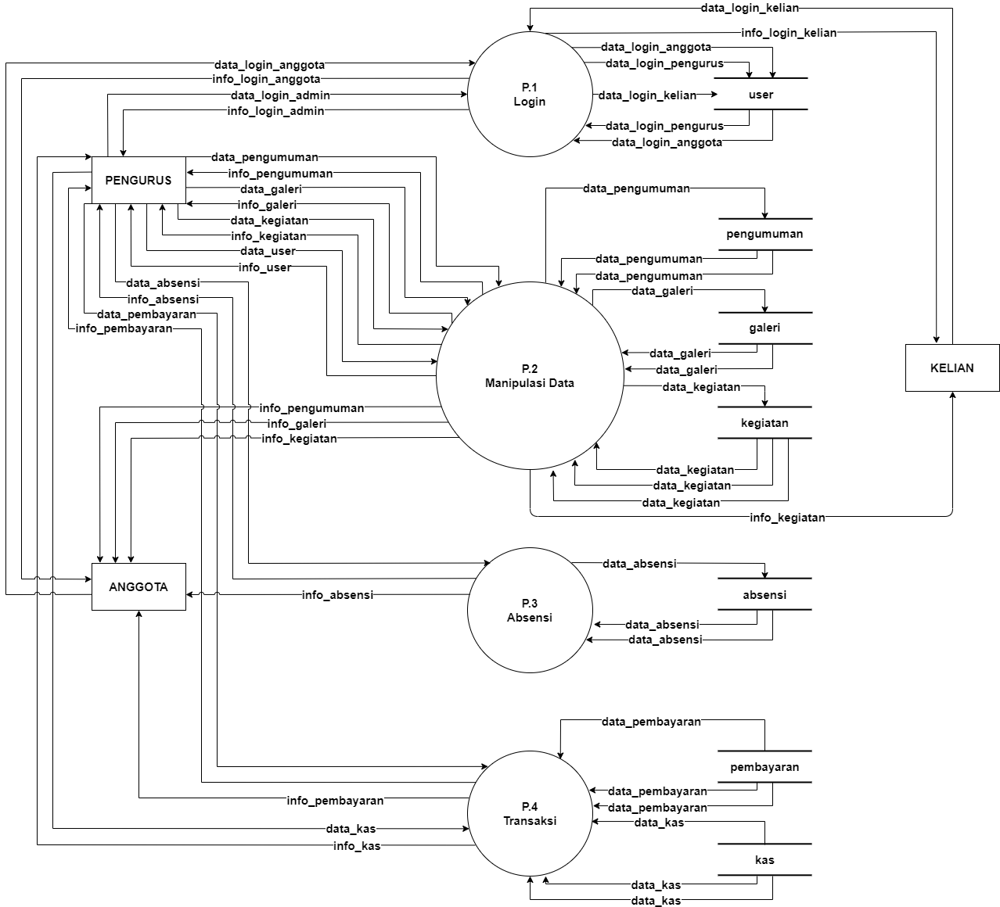 data_login_kelian
info_login_kelian
data_login_anggota
data_login_pengurus
data_login_anggota
info_login_anggota
data_login_admin
info_login_admin
P.1
Login
data_login_kelian
user
data_login_pengurus
data_login_anggota
PENGURUS
data_pengumuman
info_pengumuman
data_galeri
info_galeri
data_kegiatan
info_kegiatan
data_user
info_user
data_absensi
info_absensi
data_pembayaran
info_pembayaran
data_pengumuman
pengumuman
data_pengumuman
data_pengumuman
data_galeri
galeri
data_galeri
data_galeri
P.2
Manipulasi Data
data_kegiatan
kegiatan
data_kegiatan
data_kegiatan
data_kegiatan
info_kegiatan
KELIAN
info_pengumuman
info_galeri
info_kegiatan
ANGGOTA
info_absensi
P.3
Absensi
data_absensi
absensi
data_absensi
data_absensi
data_pembayaran
pembayaran
data_pembayaran
data_pembayaran
P.4
Transaksi
info_pembayaran
data_kas
info_kas
data_kas
kas
data_kas
data_kas